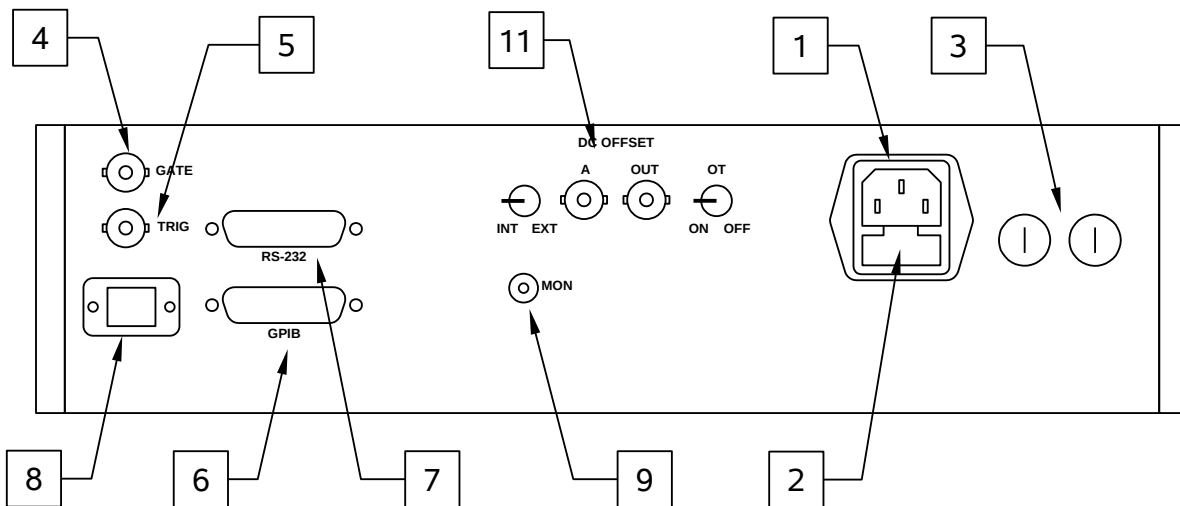 4
5
11
1
3
DC OFFSET
GATE
A
OUT
OT
TRIG
INT EXT
ON OFF
RS-232
MON
GPIB
8
6
7
9
2